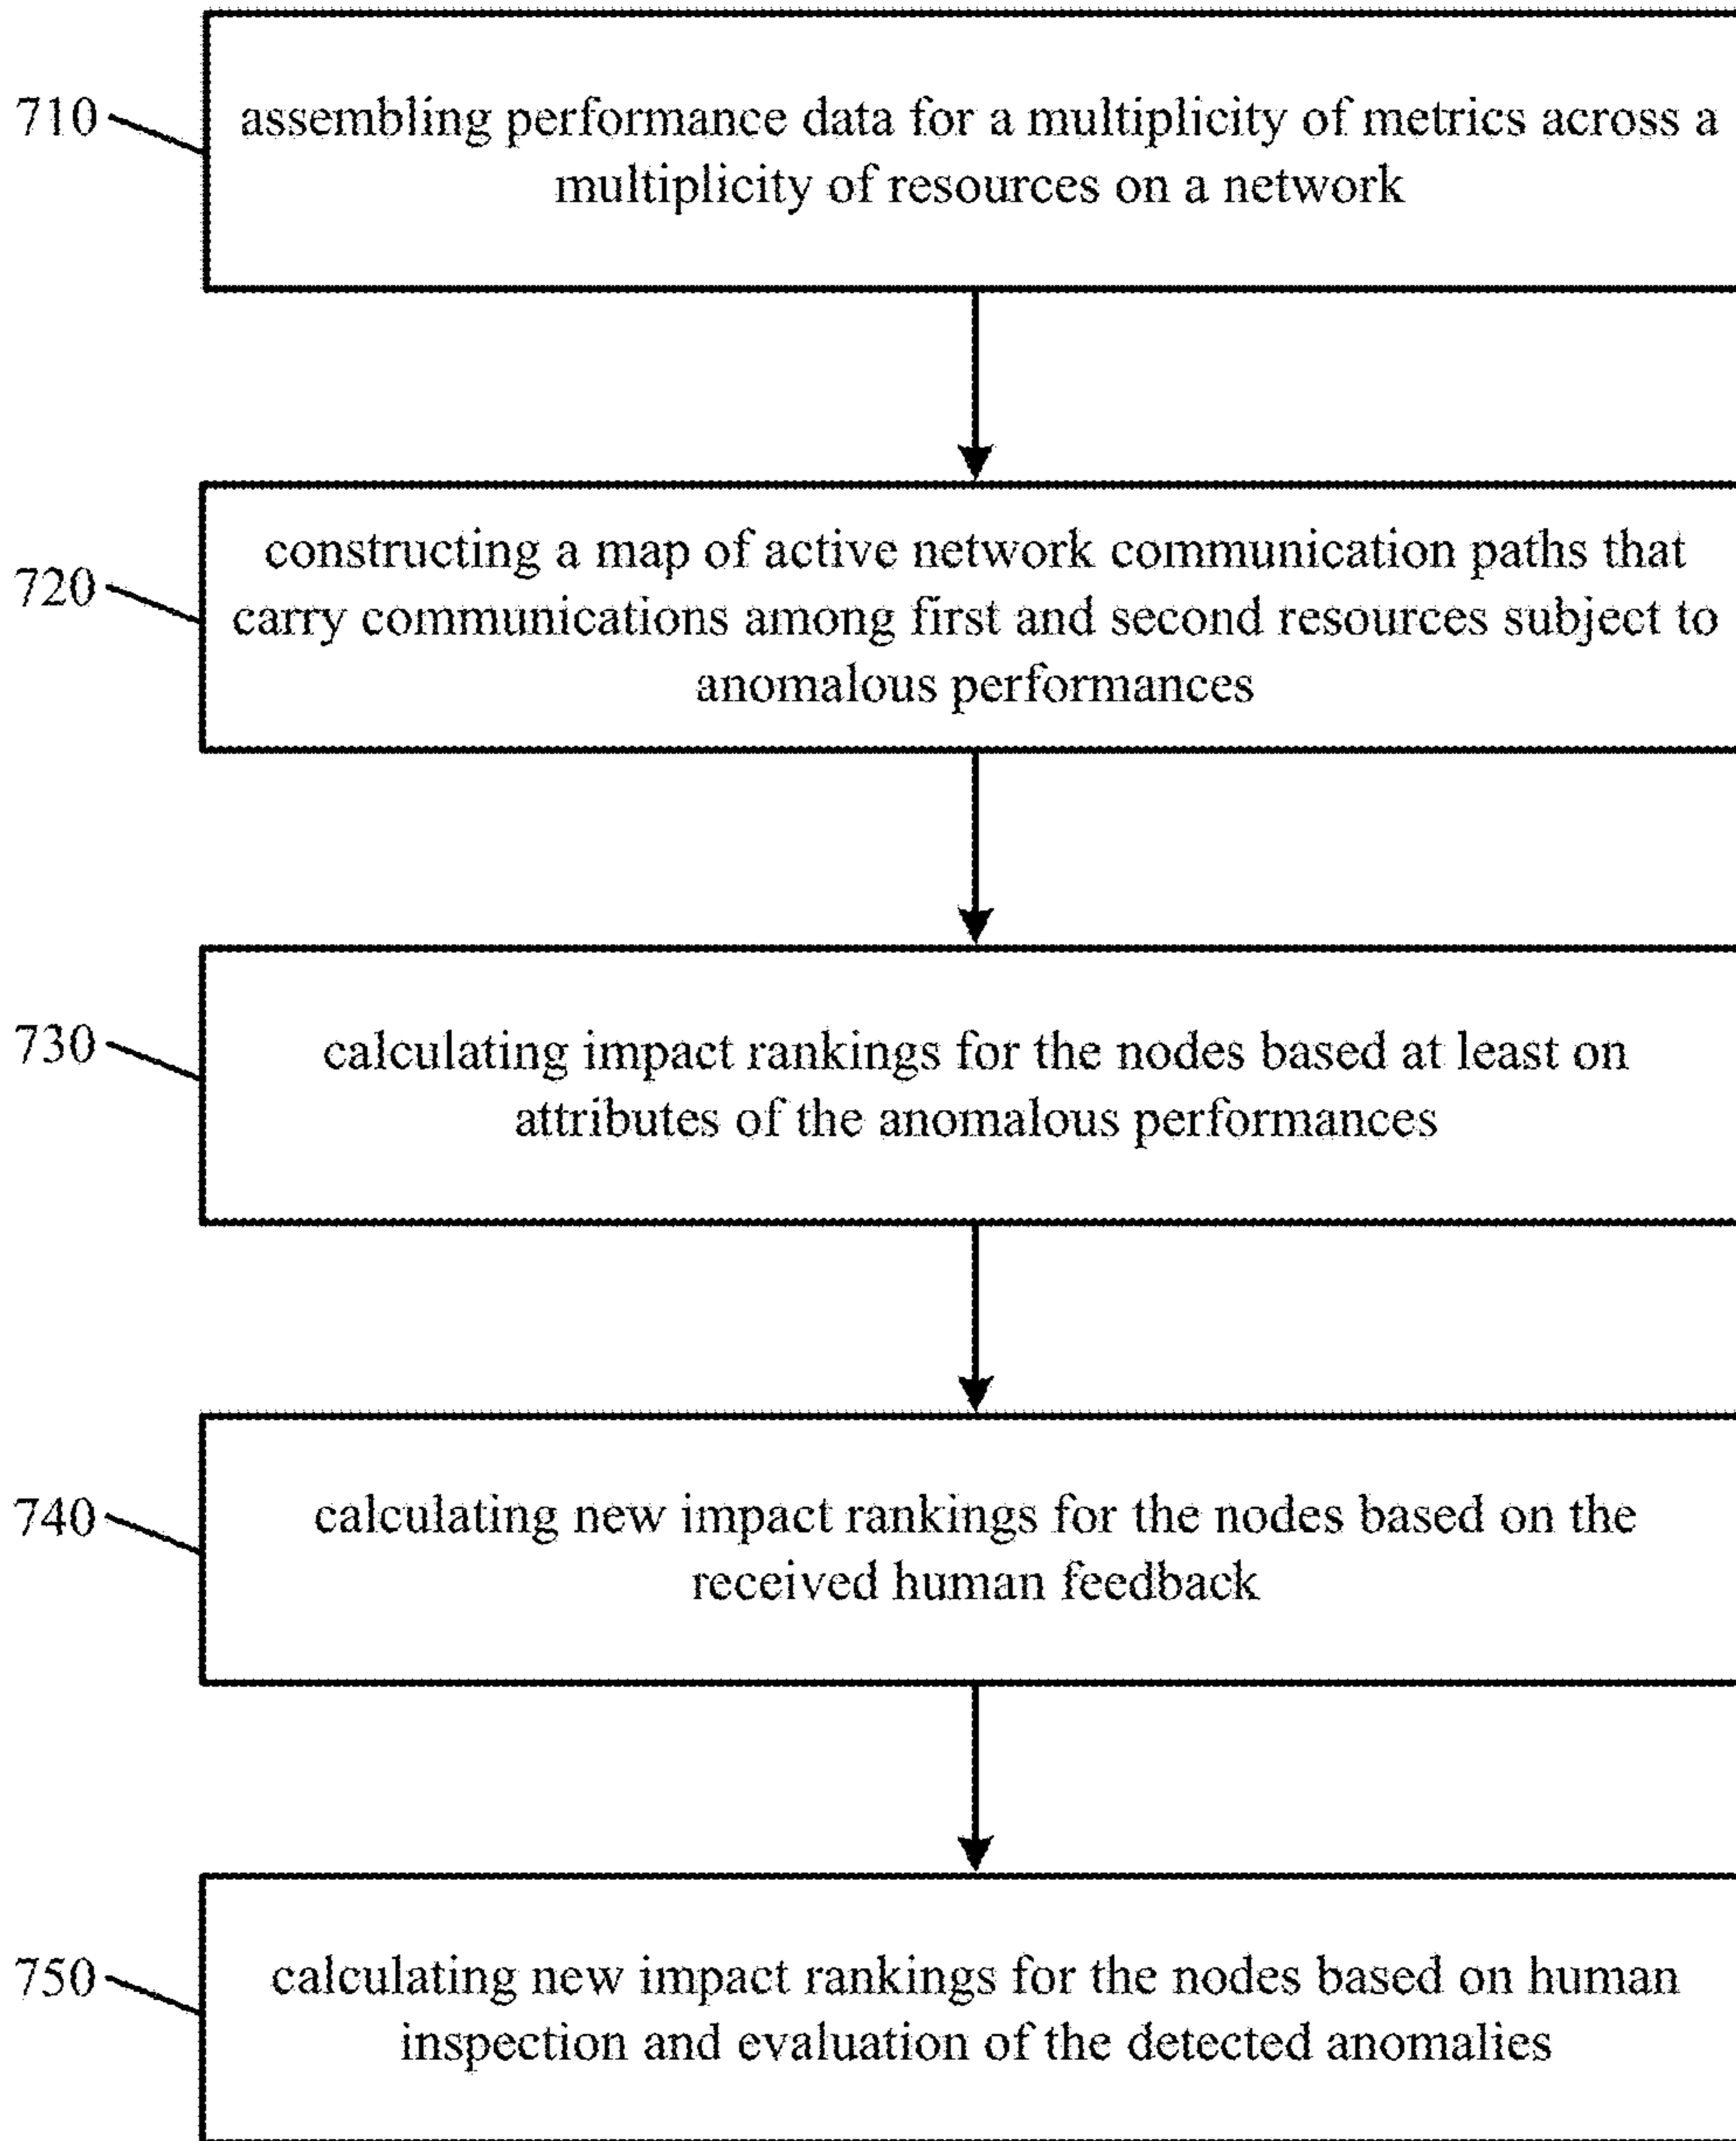 710
assembling performance data for a multiplicity of metrics across a
multiplicity of resources on a network
720
constructing a map of active network communication paths that
carry communications among first and second resources subject to
anomalous performances
730
calculating impact rankings for the nodes based at least on
attributes of the anomalous performances
740
calculating new impact rankings for the nodes based on the
received human feedback
750
calculating new impact rankings for the nodes based on human
inspection and evaluation of the detected anomalies